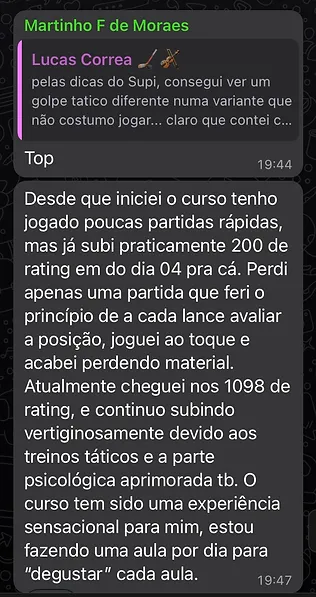 Martinho F de Moraes
Lucas Correa 🧹🎻
pelas dicas do Supi, consegui ver um
golpe tatico diferente numa variante que
não costumo jogar... claro que contei c...
Top
19:44
Desde que iniciei o curso tenho
jogado poucas partidas rápidas,
mas já subi praticamente 200 de
rating em do dia 04 pra cá. Perdi
apenas uma partida que feri o
princípio de a cada lance avaliar
a posição, joguei ao toque e
acabei perdendo material.
Atualmente cheguei nos 1098 de
rating, e continuo subindo
vertiginosamente devido aos
treinos táticos e a parte
psicológica aprimorada tb. O
curso tem sido uma experiência
sensacional para mim, estou
fazendo uma aula por dia para
“degustar” cada aula.
19:47